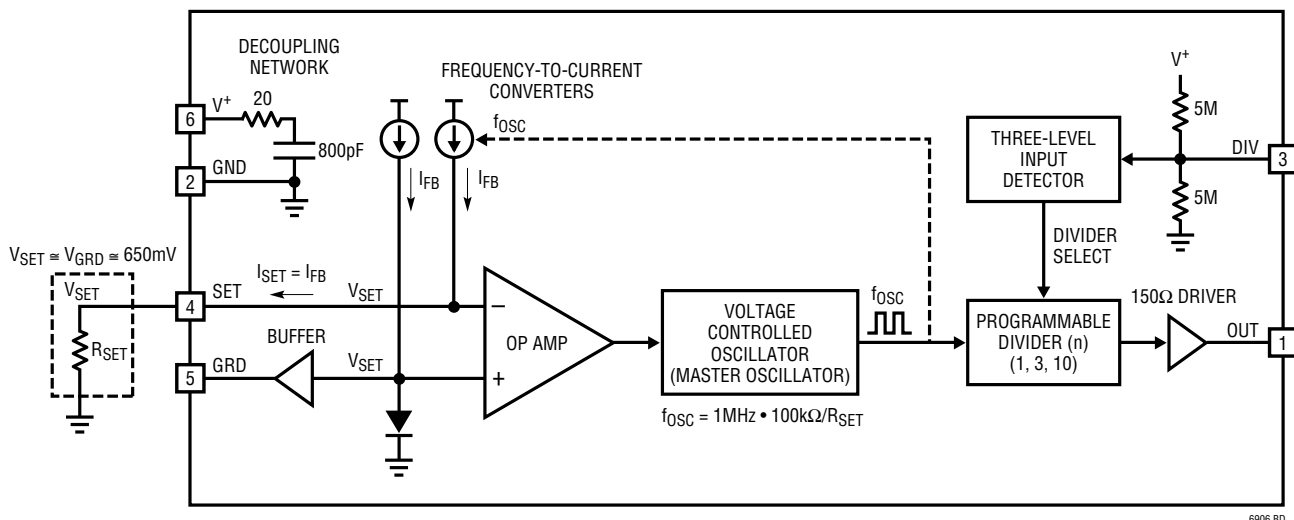 DECOUPLING
NETWORK
FREQUENCY-TO-CURRENT
CONVERTERS
V+
6
V+
20
800pF
2
GND
fOSC
IFB
IFB
5M
THREE-LEVEL
INPUT
DETECTOR
DIV
3
5M
DIVIDER
SELECT
VSET ≅ VGRD ≅ 650mV
VSET
RSET
4
SET
ISET = IFB
VSET
–
BUFFER
5
GRD
VSET
+
OP AMP
VOLTAGE
CONTROLLED
OSCILLATOR
(MASTER OSCILLATOR)
fOSC
fOSC = 1MHz • 100kΩ/RSET
PROGRAMMABLE
DIVIDER (n)
(1, 3, 10)
150Ω DRIVER
OUT
1
6906 BD